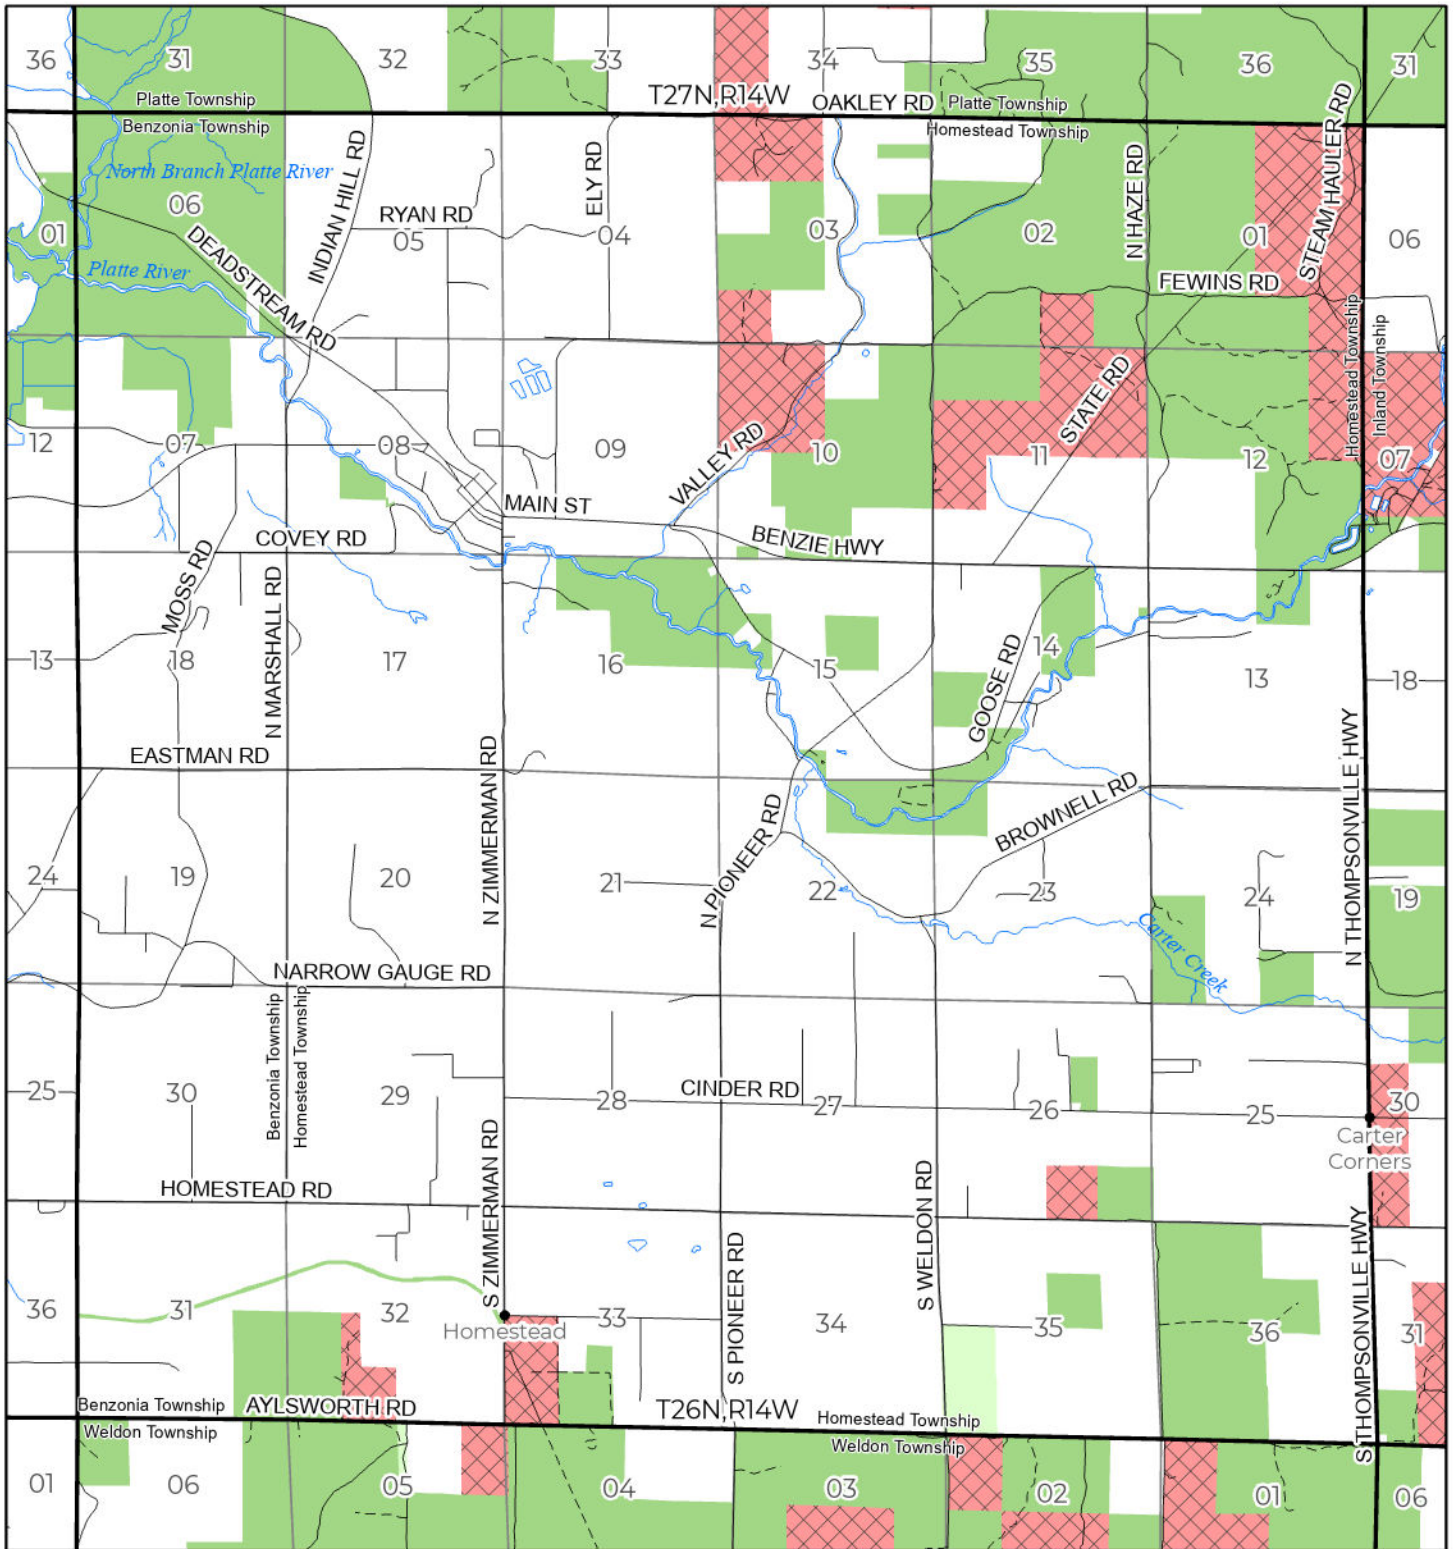 36
31
32
33
34
35
36
31
Platte Township
T27N,R14W
OAKLEY RD
Platte Township
Benzonia Township
Homestead Township
North Branch Platte River
INDIAN HILL RD
ELY RD
N HAZE RD
STEAM HAULER RD
01
06
RYAN RD
05
04
03
02
01
06
DEADSTREAM RD
Platte River
FEWINS RD
Homestead Township
Inland Township
STATE RD
12
07
08
09
10
11
12
07
VALLEY RD
MAIN ST
BENZIE HWY
COVEY RD
MOSS RD
N MARSHALL RD
13
18
17
16
15
14
13
18
GOOSE RD
EASTMAN RD
N ZIMMERMAN RD
N PIONEER RD
BROWNELL RD
N THOMPSONVILLE HWY
24
19
20
21
22
23
24
19
Carter Creek
NARROW GAUGE RD
Benzonia Township
Homestead Township
25
30
29
28
CINDER RD
27
26
25
30
Carter
Corners
HOMESTEAD RD
S ZIMMERMAN RD
S PIONEER RD
S WELDON RD
S THOMPSONVILLE HWY
36
31
32
33
34
35
36
31
Homestead
Benzonia Township
AYLSWORTH RD
T26N,R14W
Homestead Township
Weldon Township
Weldon Township
01
06
05
04
03
02
01
06